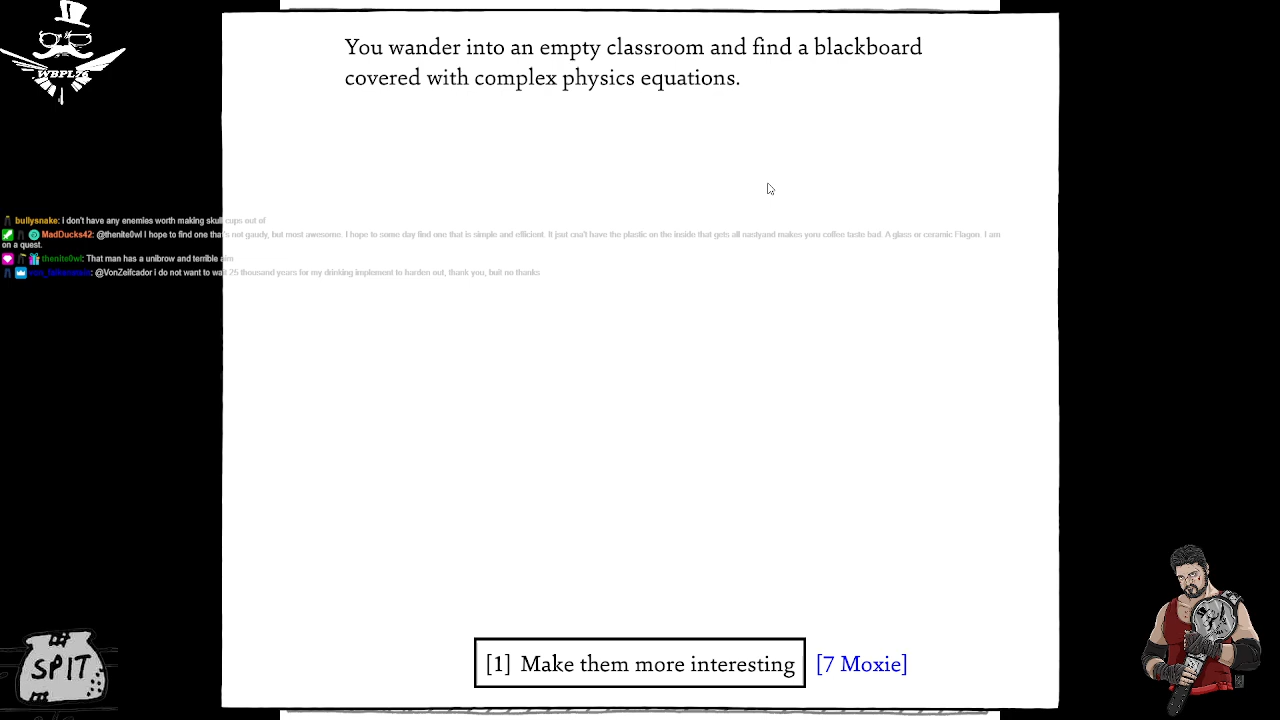 WBPL76
You wander into an empty classroom and find a blackboard
covered with complex physics equations.
bullysnake: i don't have any enemies worth making skull cups out of
MadDucks42: @thenite0wl I hope to find one that's not gaudy, but most awesome. I hope to some day find one that is simple and efficient. It jsat cna't have the plastic on the inside that gets all nastyand makes yoru coffee taste bad. A glass or ceramic Flagon. I am
on a quest.
thenite0wl: That man has a unibrow and terrible aim
: @VonZeifcador i do not want to wait 25 thousand years for my drinking implement to harden out, thank you, but no thanks
SPIT
[1] Make them more interesting [7 Moxie]